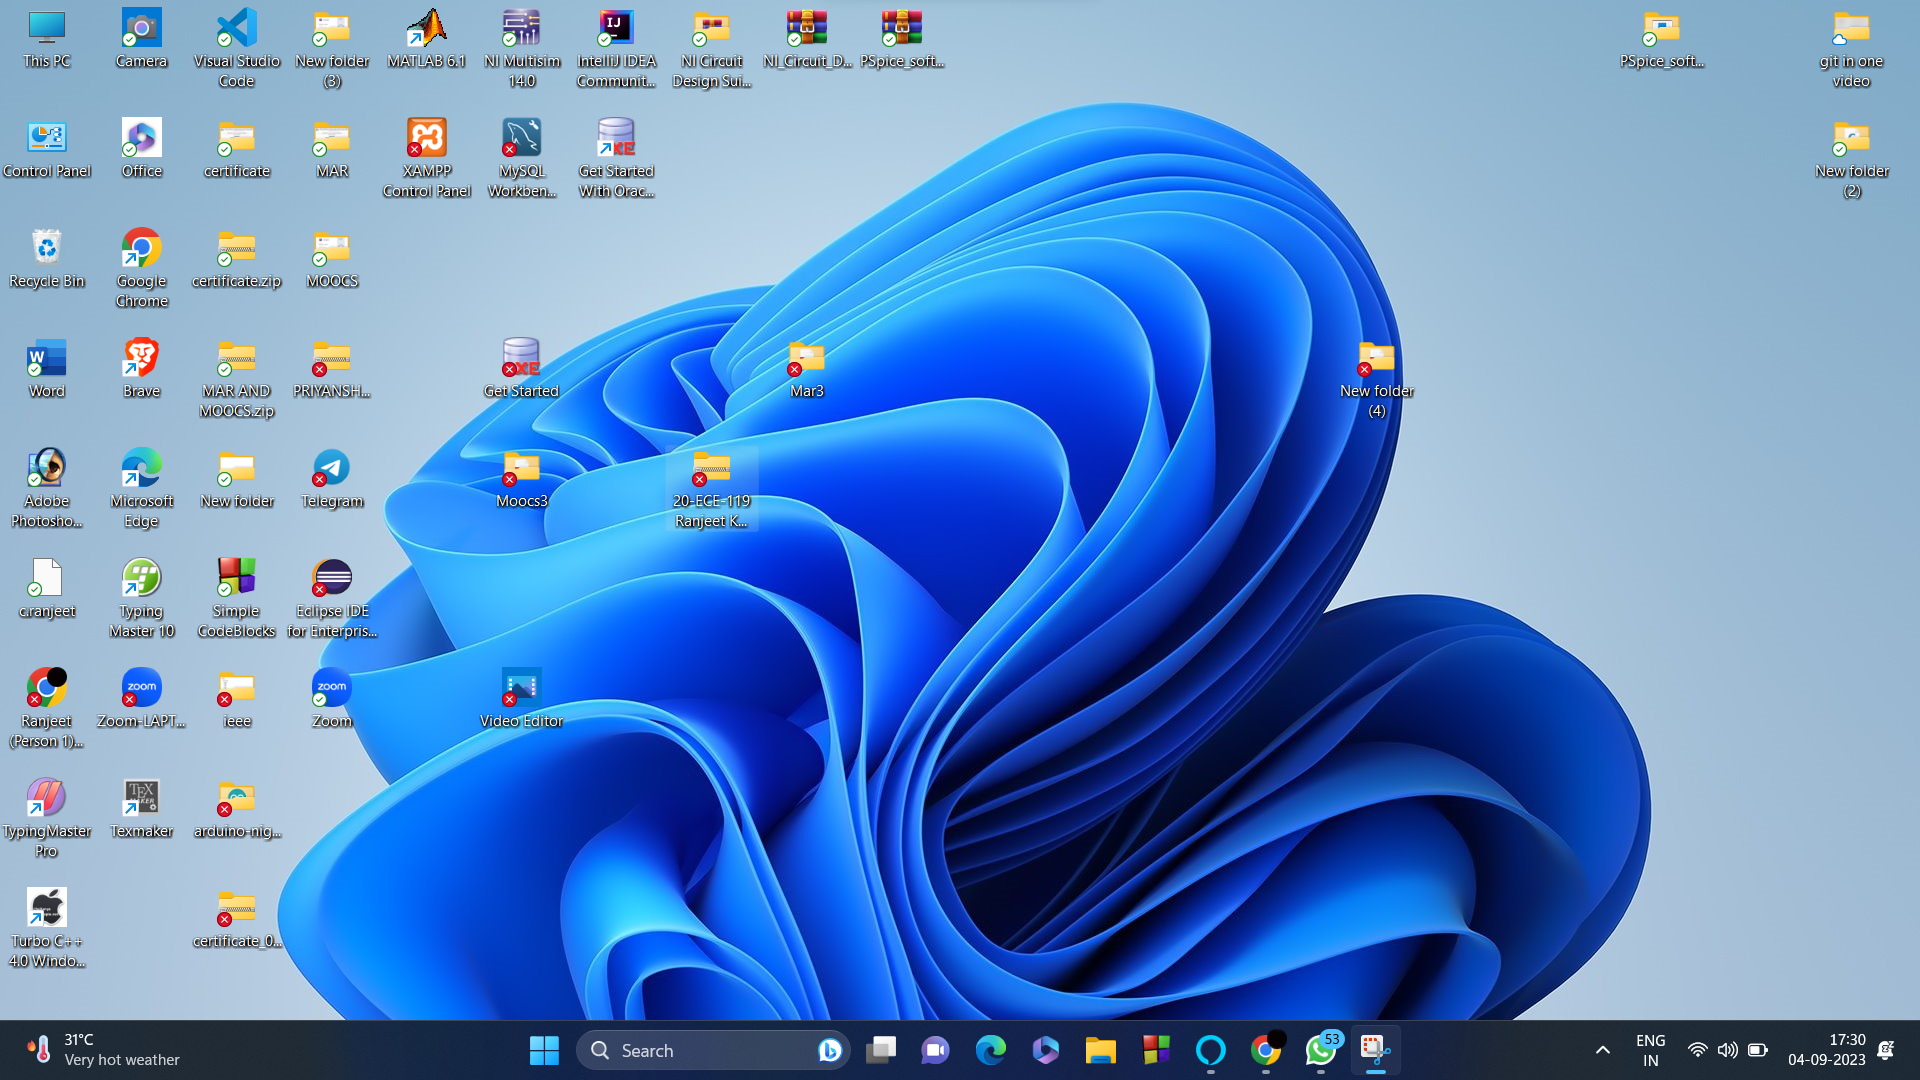 This PC
Camera
Visual Studio
Code
New folder
(3)
MATLAB 6.1
NI Multisim
14.0
IntelliJ IDEA
Communit...
NI Circuit
Design Sui...
NI_Circuit_D...
PSpice_soft...
PSpice_soft...
git in one
video
Control Panel
Office
certificate
MAR
XAMPP
Control Panel
MySQL
Workben...
Get Started
With Orac...
New folder
(2)
Recycle Bin
Google
Chrome
certificate.zip
MOOCS
Word
Brave
MAR AND
MOOCS.zip
PRIYANSH...
Get Started
Mar3
New folder
(4)
Adobe
Photosho...
Microsoft
Edge
New folder
Telegram
Moocs3
20-ECE-119
Ranjeet K...
c.ranjeet
Typing
Master 10
Simple
CodeBlocks
Eclipse IDE
for Enterpris...
Ranjeet
(Person 1)...
zoom
Zoom-LAPT...
ieee
zoom
Zoom
Video Editor
TypingMaster
Pro
TEX
MAKER
Texmaker
arduino-nig...
Turbo C++
4.0 Windo...
certificate_0...
31°C
Very hot weather
Search
53
ENG
IN
17:30
04-09-2023